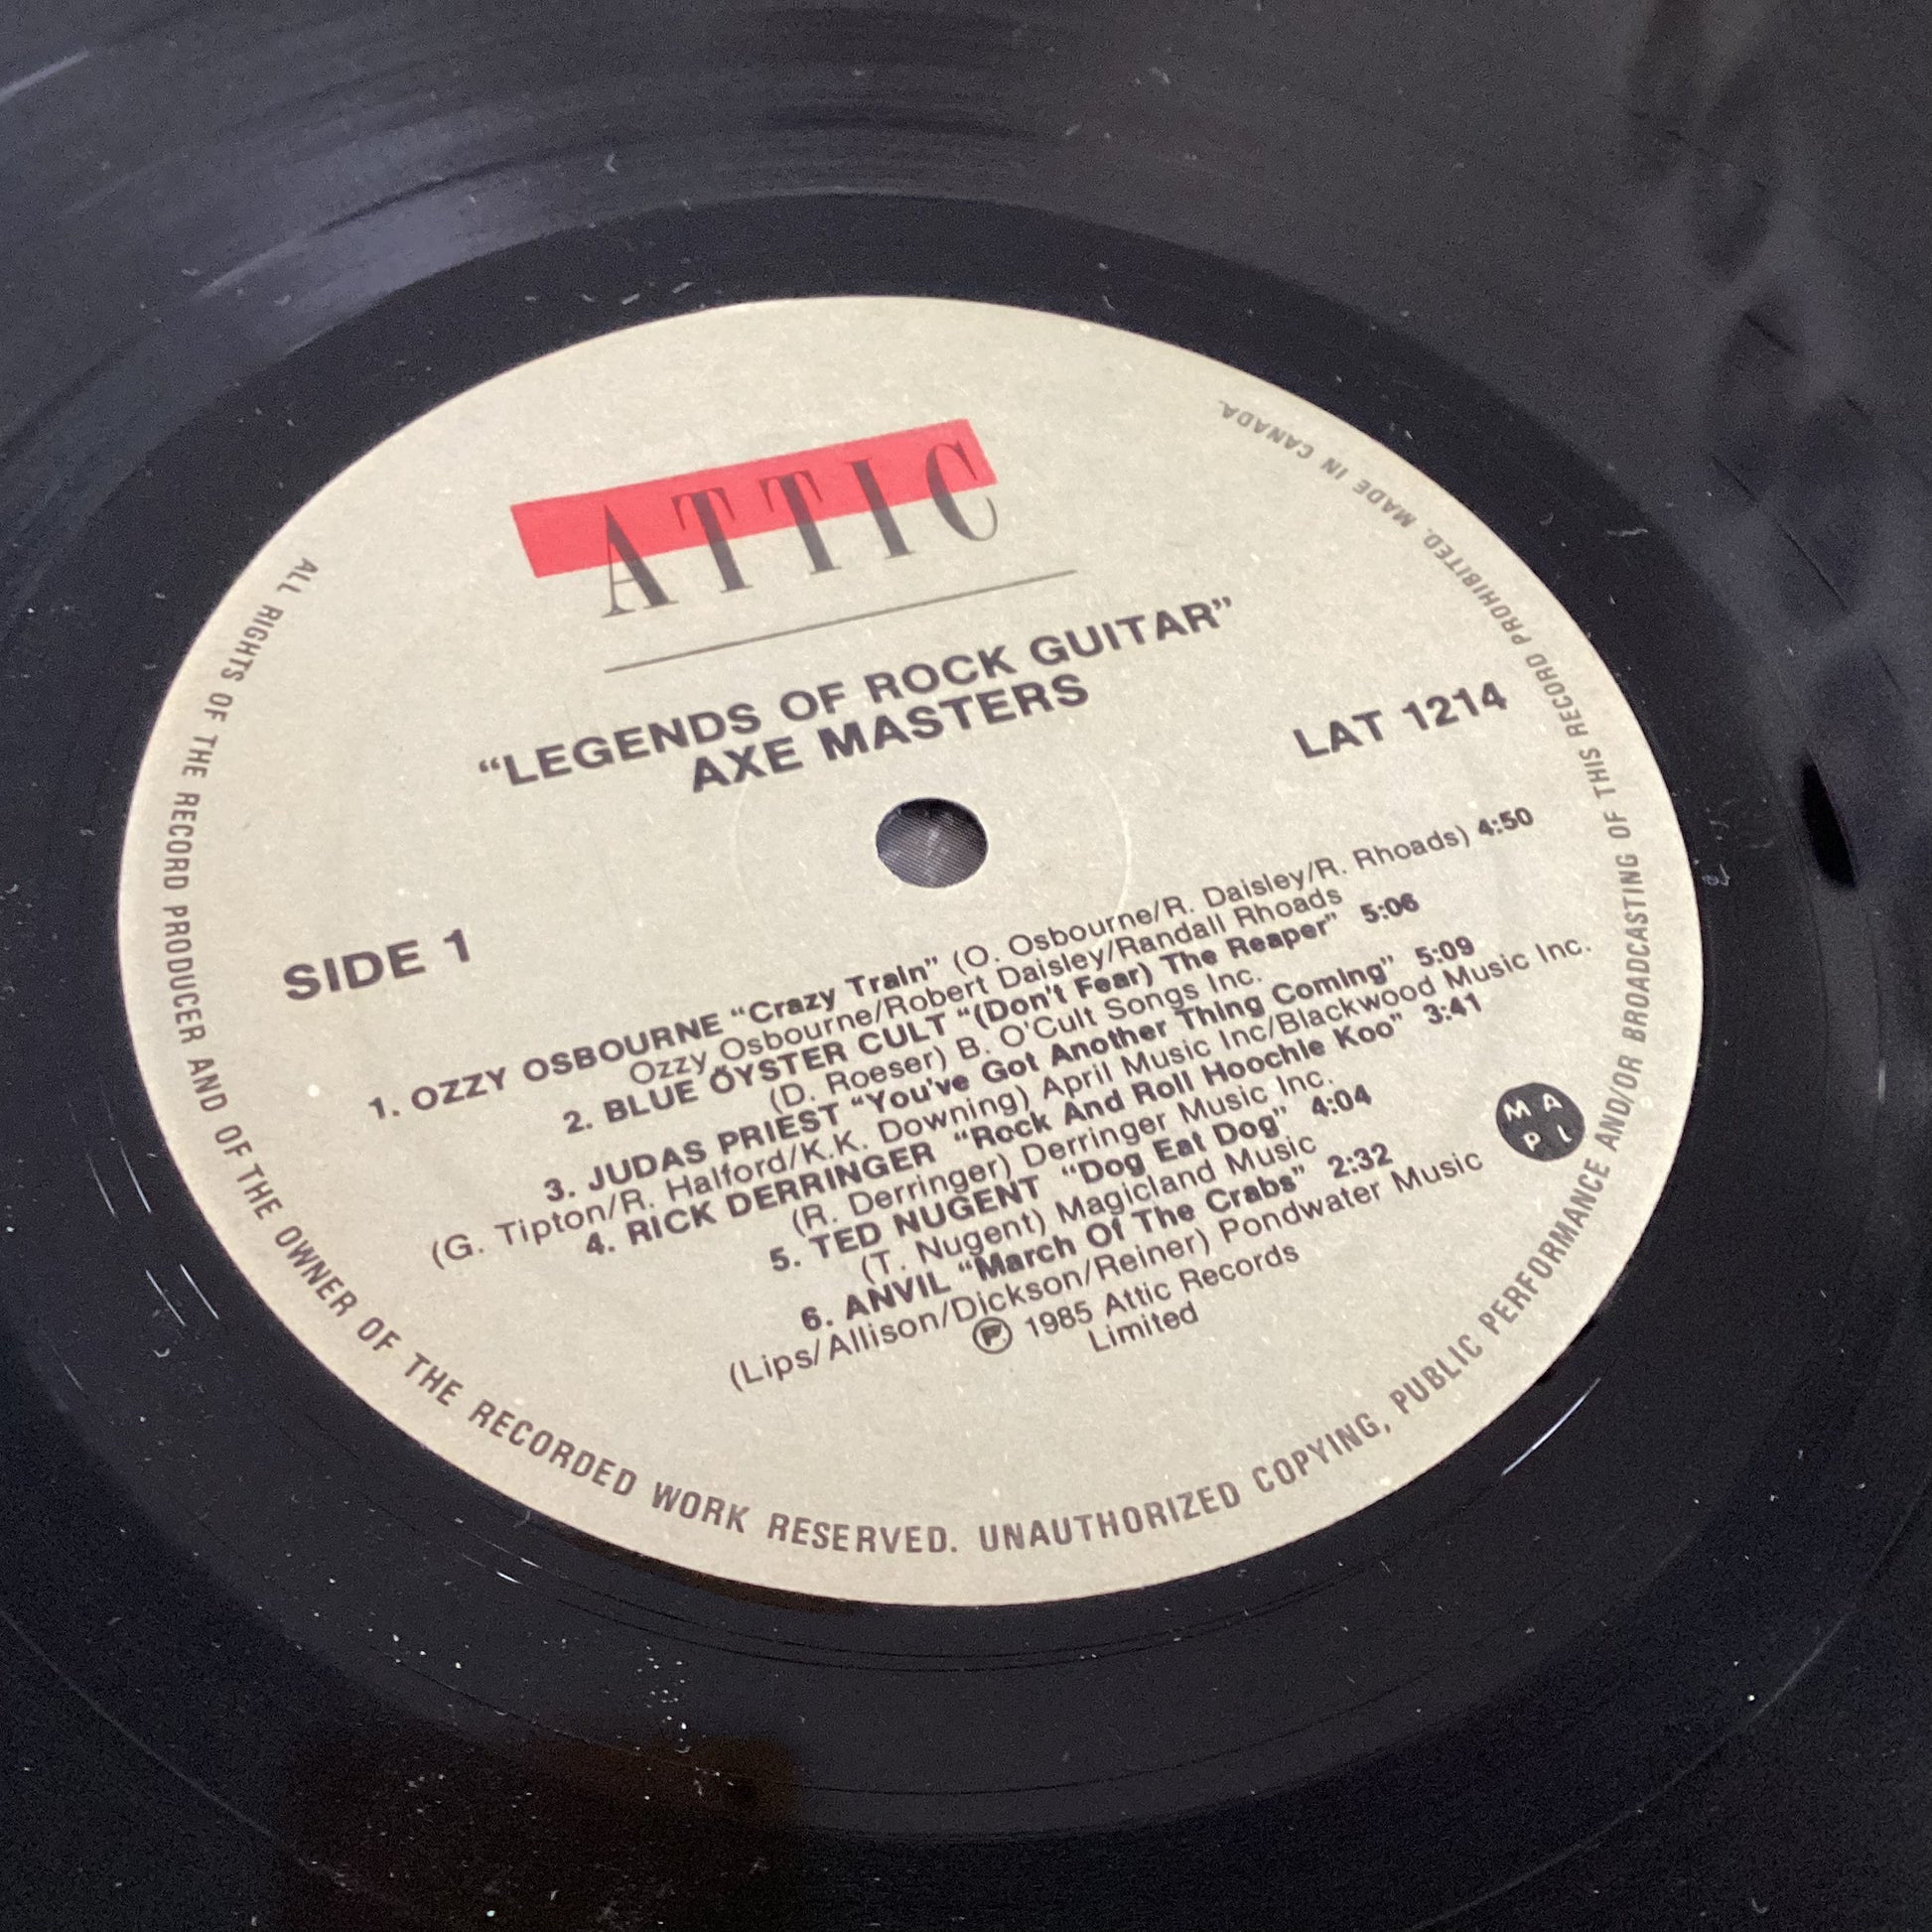 ATTIC
“LEGENDS OF ROCK GUITAR”
AXE MASTERS
LAT 1214
SIDE 1
1. OZZY OSBOURNE “Crazy Train” (O. Osbourne/R. Daisley/R. Rhoads) 4:50
Ozzy Osbourne/Robert Daisley/Randall Rhoads
2. BLUE ÖYSTER CULT “(Don't Fear) The Reaper” 5:06
(D. Roeser) B. O'Cult Songs Inc.
3. JUDAS PRIEST “You've Got Another Thing Coming” 5:09
(G. Tipton/R. Halford/K.K. Downing) April Music Inc/Blackwood Music Inc.
4. RICK DERRINGER “Rock And Roll Hoochie Koo” 3:41
(R. Derringer) Derringer Music Inc.
5. TED NUGENT “Dog Eat Dog” 4:04
(T. Nugent) Magicland Music
6. ANVIL “March Of The Crabs” 2:32
(Lips/Allison/Dickson/Reiner) Pondwater Music
Ⓟ 1985 Attic Records
Limited
M A
P L
ALL RIGHTS OF THE RECORD PRODUCER AND OF THE OWNER OF THE RECORDED WORK RESERVED. UNAUTHORIZED COPYING, PUBLIC PERFORMANCE AND/OR BROADCASTING OF THIS RECORD PROHIBITED. MADE IN CANADA.